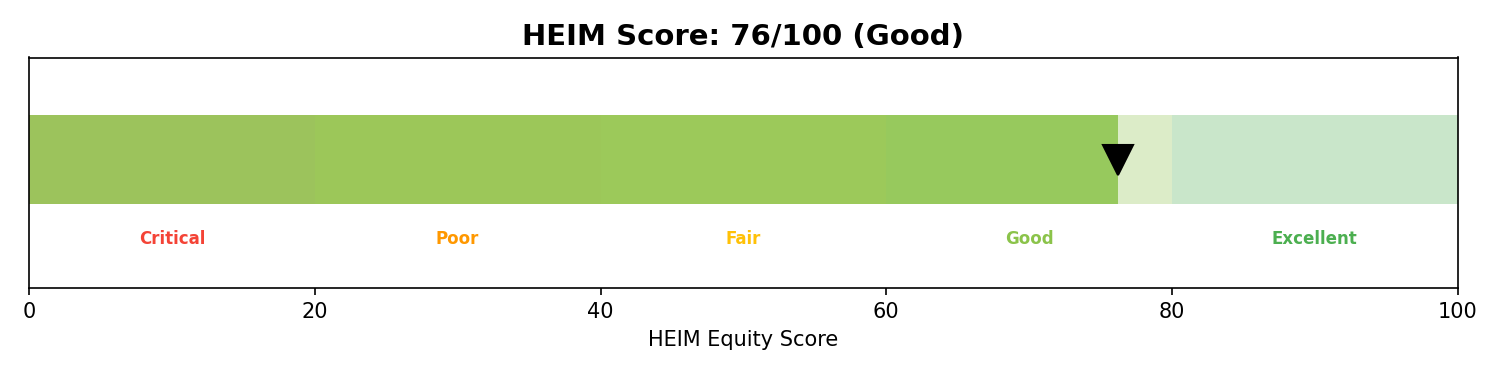 HEIM Score: 76/100 (Good)
Critical Poor Fair Good Excellent
0 20 40 60 80 100
HEIM Equity Score